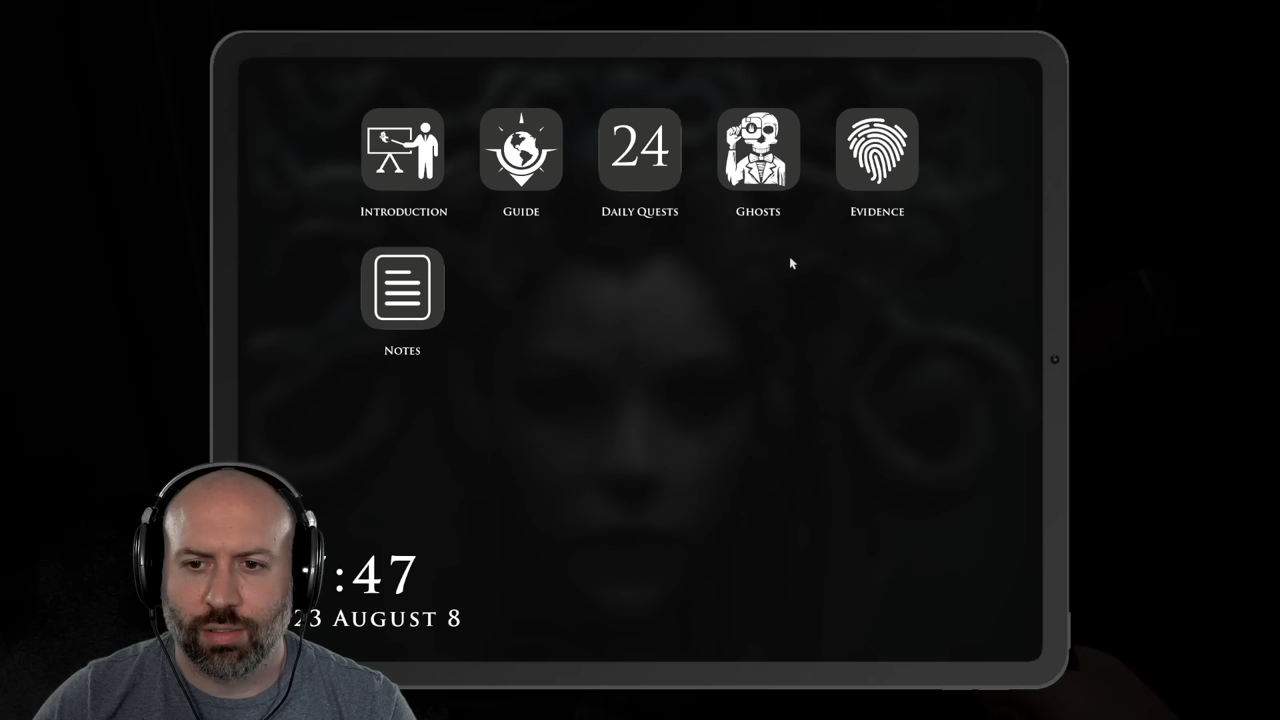 24
INTRODUCTION
GUIDE
DAILY QUESTS
GHOSTS
EVIDENCE
NOTES
:47
23 AUGUST 8